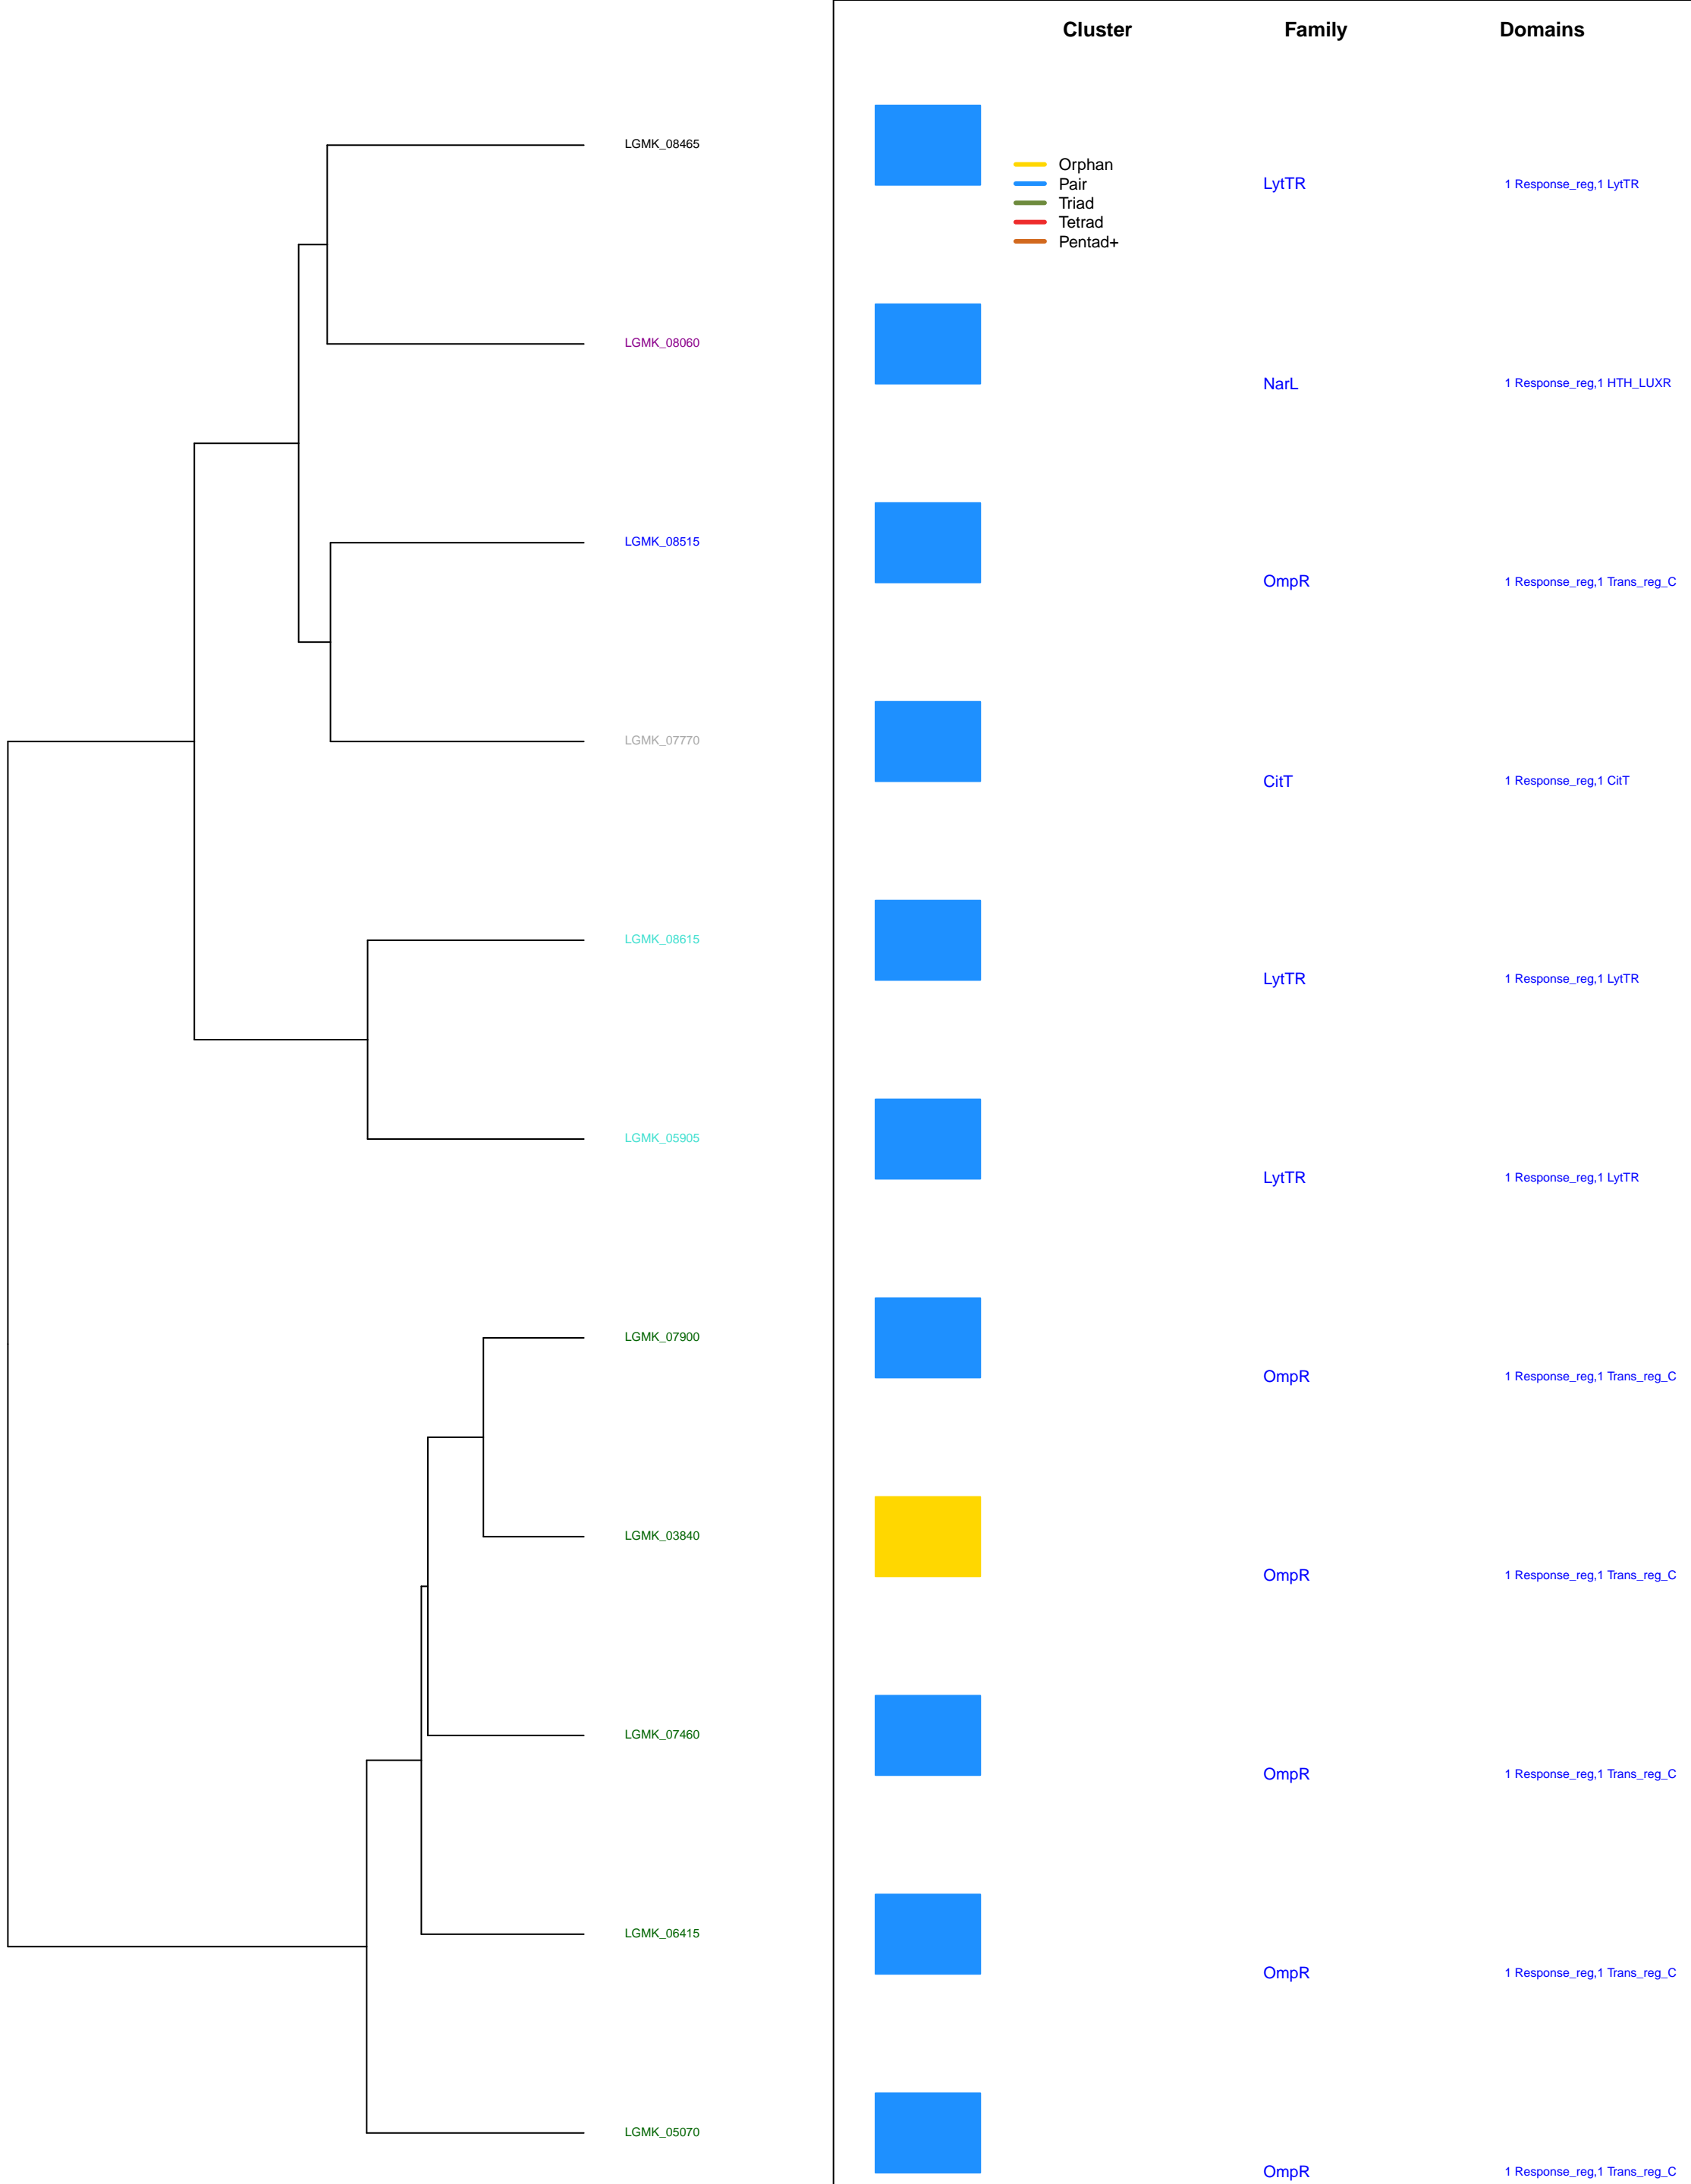 Cluster Family Domains
LGMK_08465
Orphan
Pair
Triad
Tetrad
Pentad+
LytTR 1 Response_reg,1 LytTR
LGMK_08060
NarL 1 Response_reg,1 HTH_LUXR
LGMK_08515
OmpR 1 Response_reg,1 Trans_reg_C
LGMK_07770
CitT 1 Response_reg,1 CitT
LGMK_08615
LytTR 1 Response_reg,1 LytTR
LGMK_05905
LytTR 1 Response_reg,1 LytTR
LGMK_07900
OmpR 1 Response_reg,1 Trans_reg_C
LGMK_03840
OmpR 1 Response_reg,1 Trans_reg_C
LGMK_07460
OmpR 1 Response_reg,1 Trans_reg_C
LGMK_06415
OmpR 1 Response_reg,1 Trans_reg_C
LGMK_05070
OmpR 1 Response_reg,1 Trans_reg_C